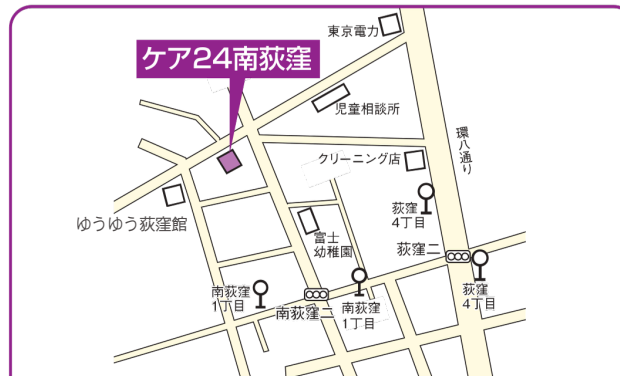 東京電力
ケア24南荻窪
児童相談所
環八通り
クリーニング店
ゆうゆう荻窪館
荻窪
4丁目
富士
幼稚園
荻窪二
南荻窪
1丁目
南荻窪二
南荻窪
1丁目
荻窪
4丁目